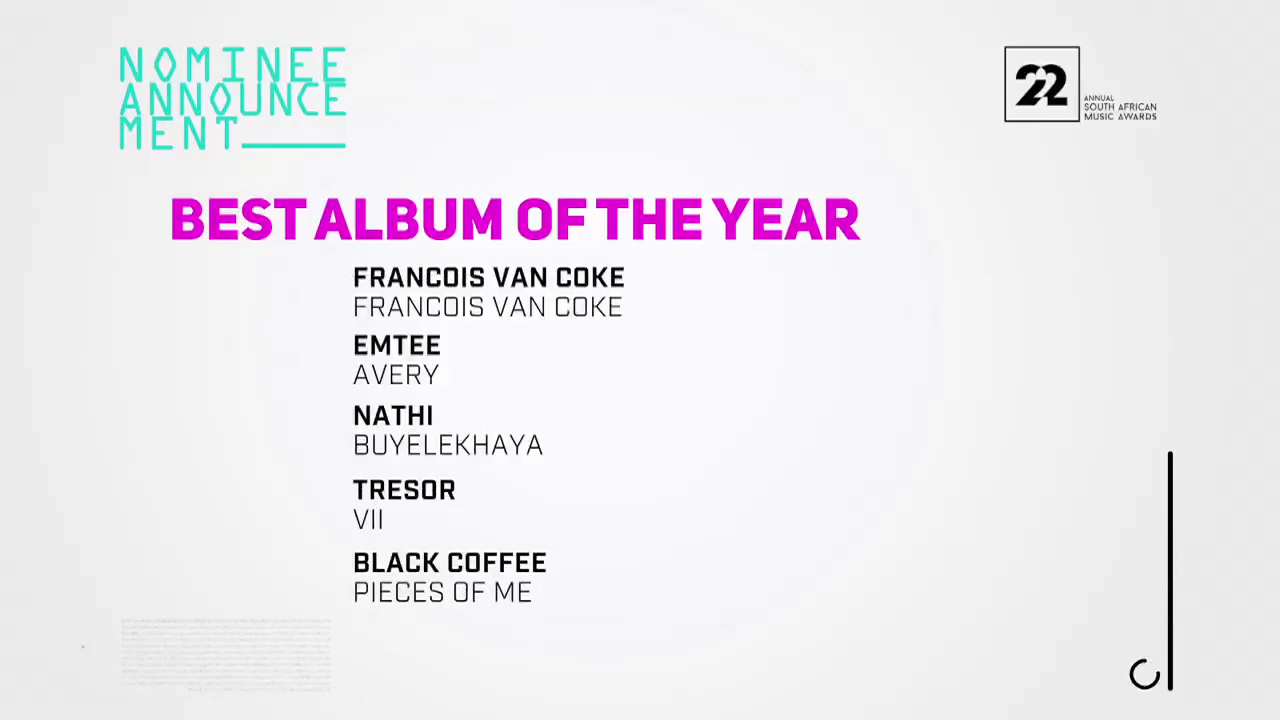 NOMINEE
ANNOUNCE
MENT
22
ANNUAL
SOUTH AFRICAN
MUSIC AWARDS
BEST ALBUM OF THE YEAR
FRANCOIS VAN COKE
FRANCOIS VAN COKE
EMTEE
AVERY
NATHI
BUYELEKHAYA
TRESOR
VII
BLACK COFFEE
PIECES OF ME